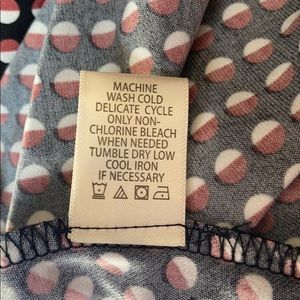 MACHINE
WASH COLD
DELICATE CYCLE
ONLY NON-
CHLORINE BLEACH
WHEN NEEDED
TUMBLE DRY LOW
COOL IRON
IF NECESSARY